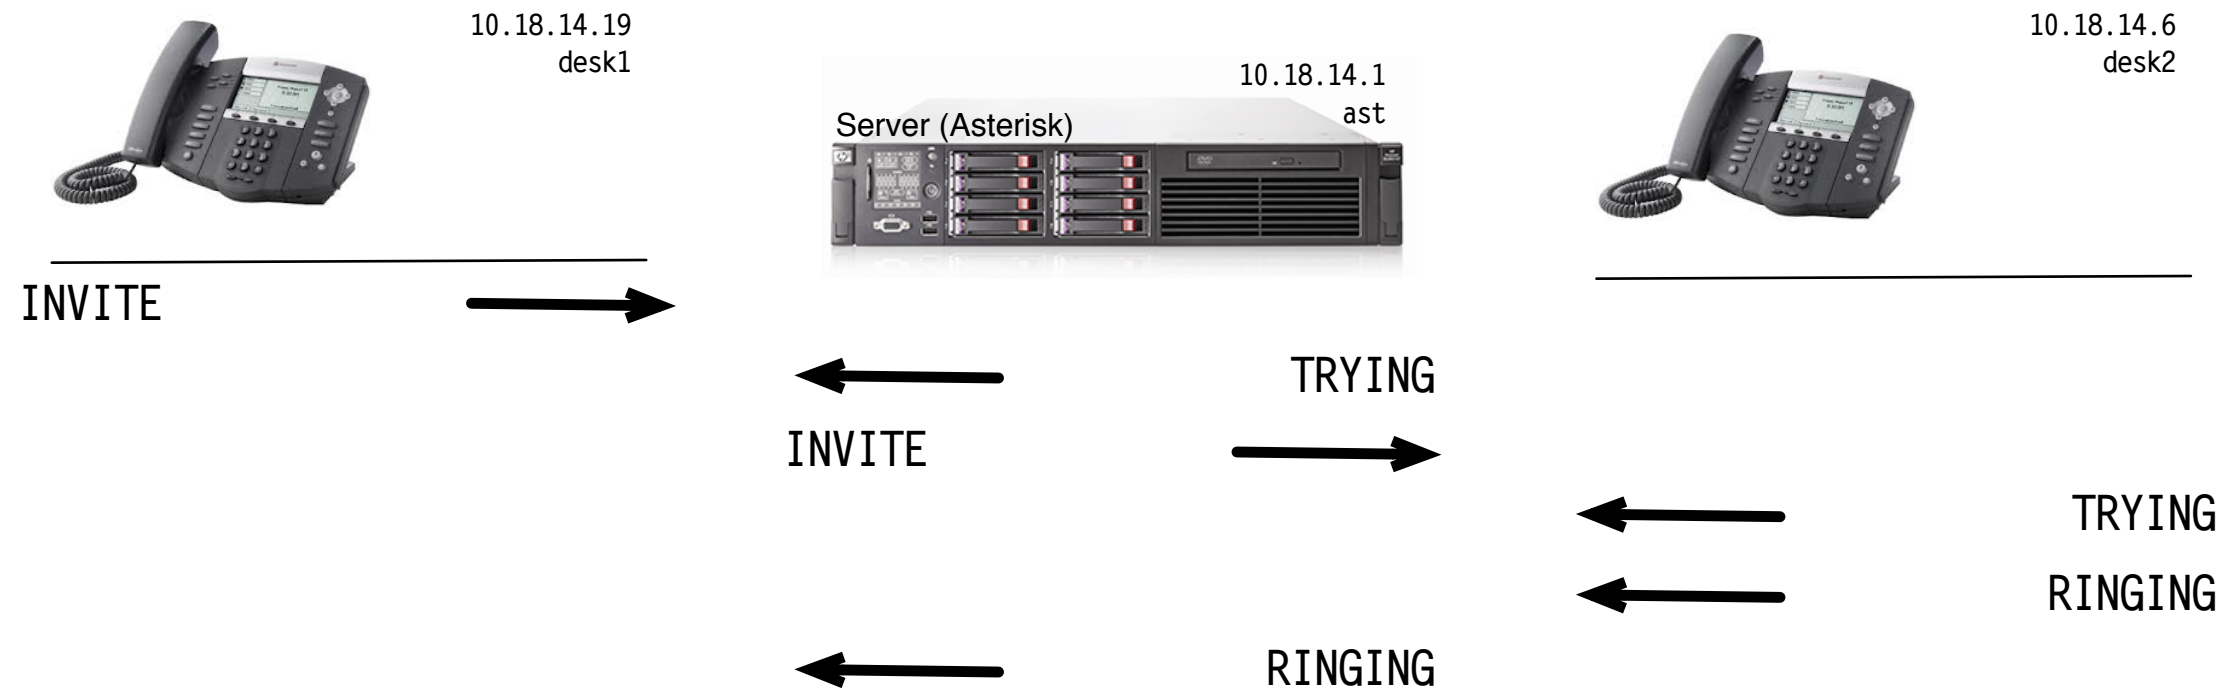 10.18.14.19
desk1
10.18.14.1
ast
Server (Asterisk)
10.18.14.6
desk2
INVITE
TRYING
INVITE
TRYING
RINGING
RINGING